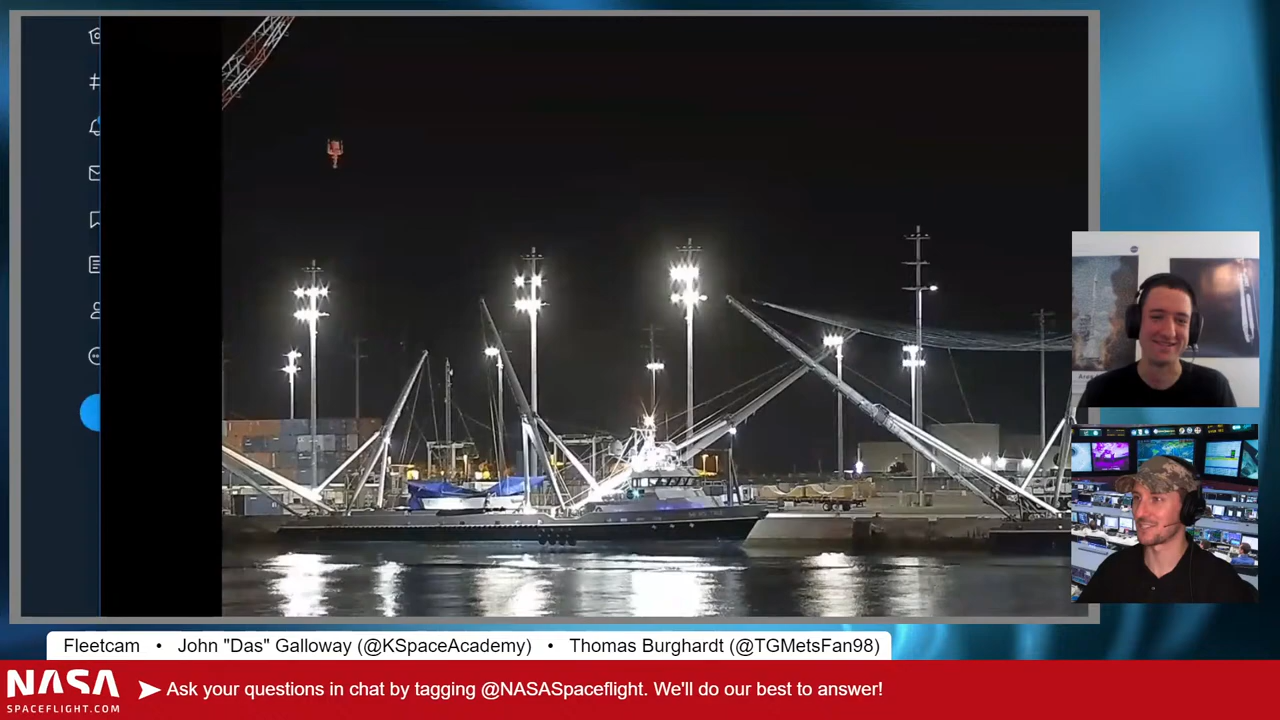 Fleetcam • John "Das" Galloway (@KSpaceAcademy) • Thomas Burghardt (@TGMetsFan98)
NASA
SPACEFLIGHT.COM
Ask your questions in chat by tagging @NASASpaceflight. We'll do our best to answer!